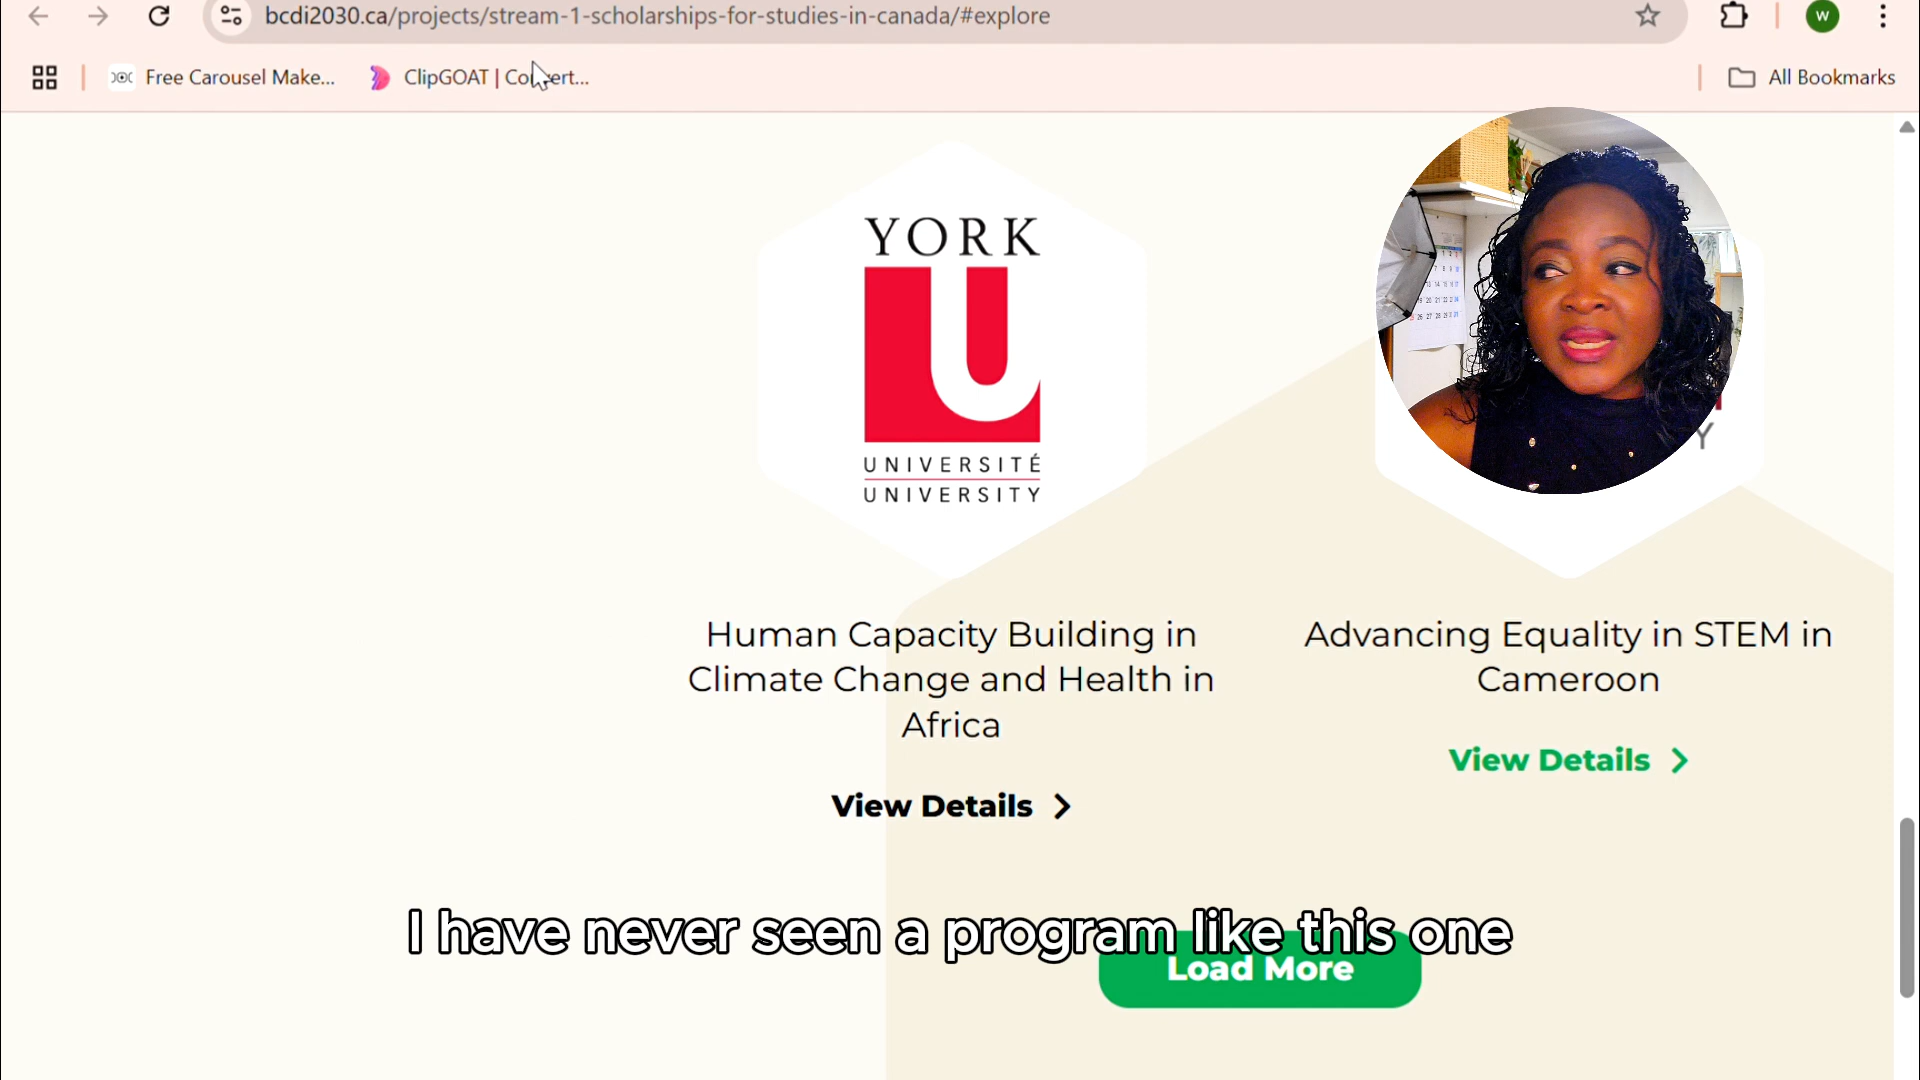 bcdi2030.ca/projects/stream-1-scholarships-for-studies-in-canada/#explore
W
Free Carousel Make...
ClipGOAT | Convert...
All Bookmarks
YORK
U
UNIVERSITÉ
UNIVERSITY
Y
Human Capacity Building in
Climate Change and Health in
Africa
View Details
Advancing Equality in STEM in
Cameroon
View Details
I have never seen a program like this one
Load More